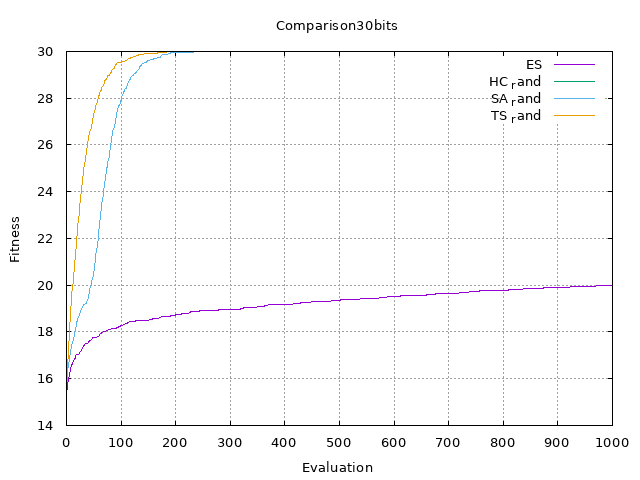 Comparison30bits
30
28
26
24
22
20
18
16
14
Fitness
ES
HC rand
SA rand
TS rand
0 100 200 300 400 500 600 700 800 900 1000
Evaluation